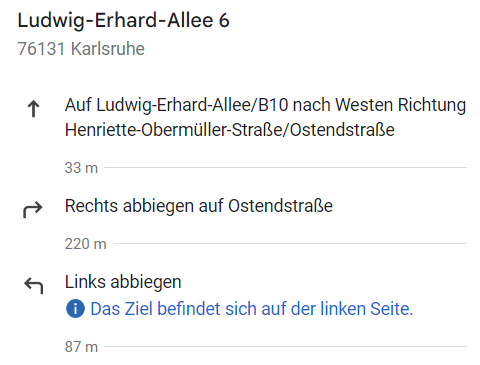 Ludwig-Erhard-Allee 6
76131 Karlsruhe
Auf Ludwig-Erhard-Allee/B10 nach Westen Richtung
Henriette-Obermüller-Straße/Ostendstraße
33 m
Rechts abbiegen auf Ostendstraße
220 m
Links abbiegen
Das Ziel befindet sich auf der linken Seite.
87 m